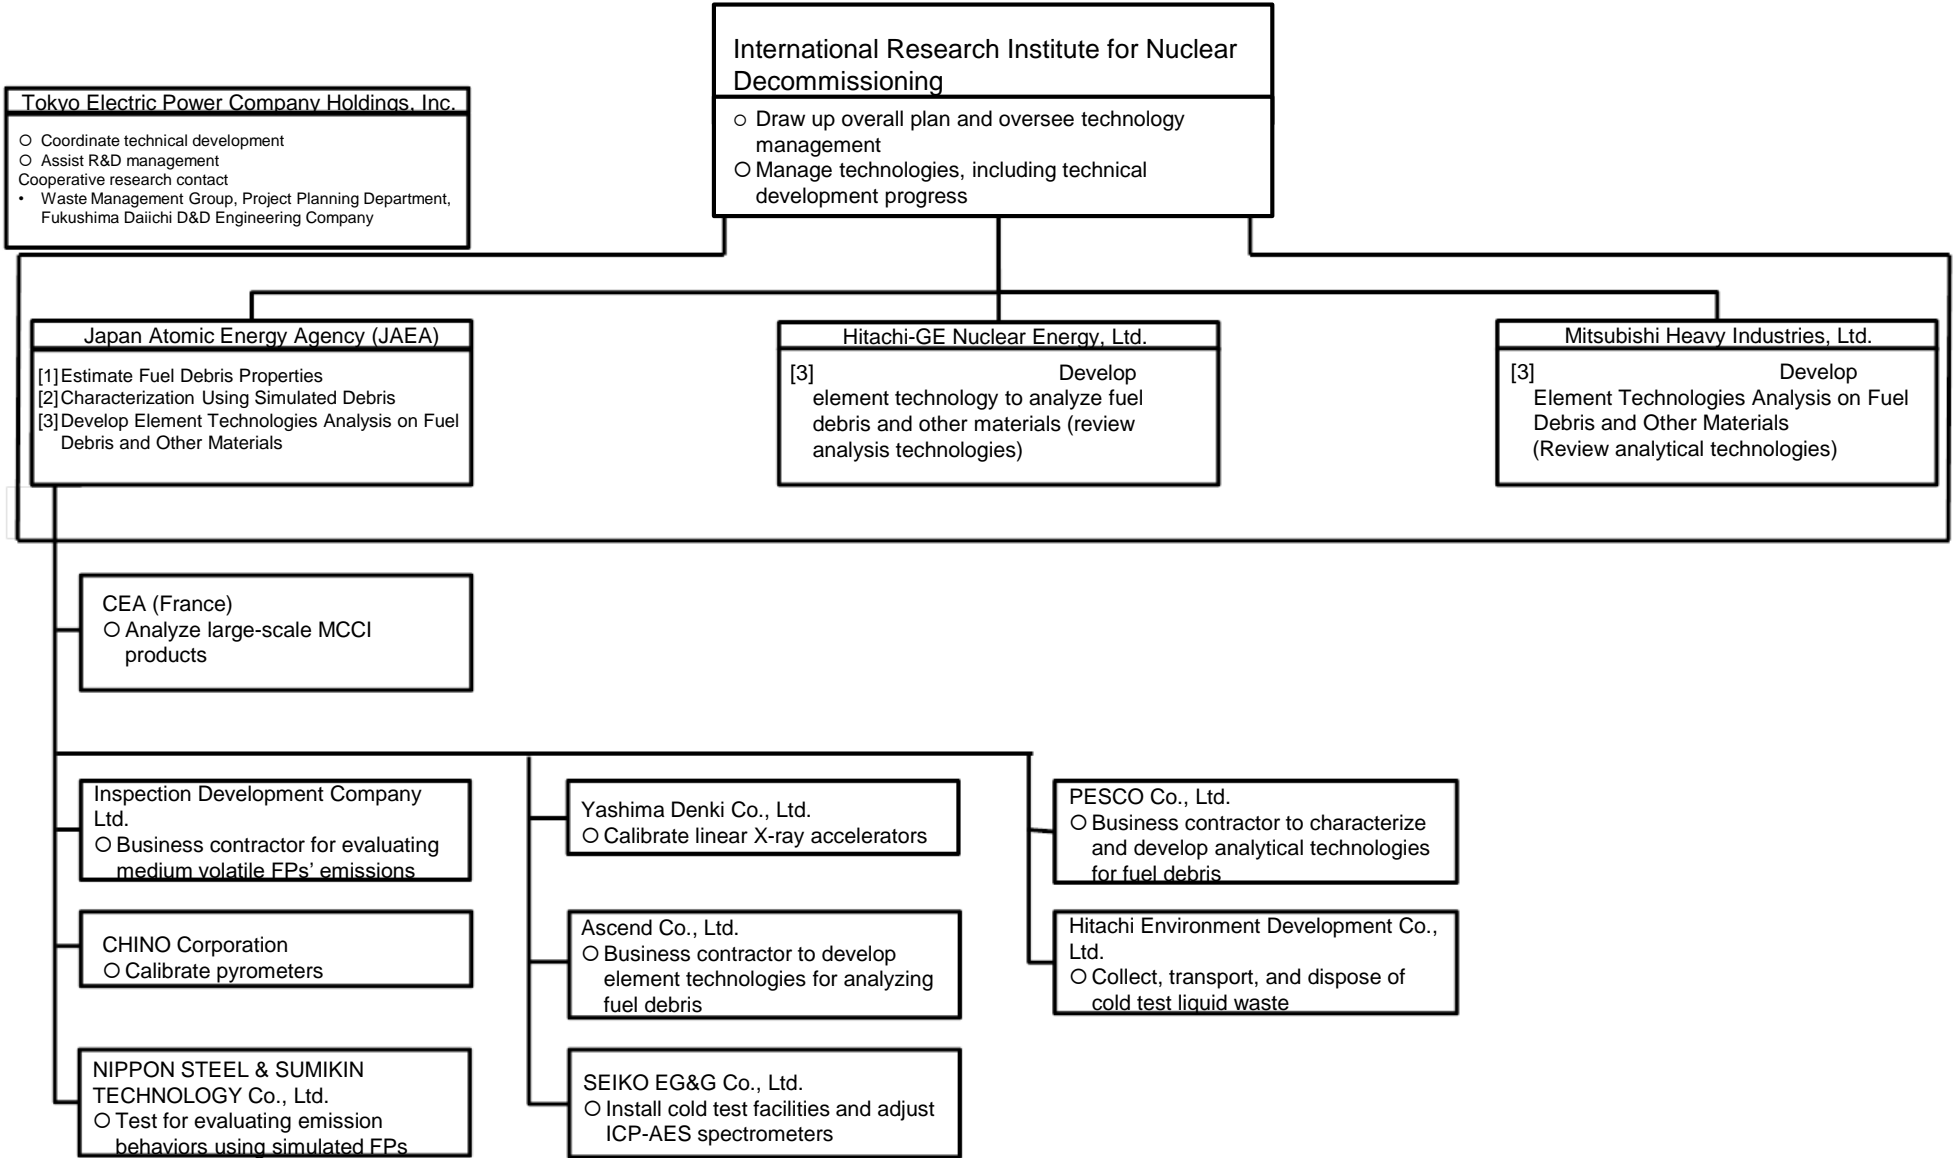 International Research Institute for Nuclear
Decommissioning
○ Draw up overall plan and oversee technology
management
○ Manage technologies, including technical
development progress
Tokyo Electric Power Company Holdings, Inc.
○ Coordinate technical development
○ Assist R&D management
Cooperative research contact
• Waste Management Group, Project Planning Department,
Fukushima Daiichi D&D Engineering Company
Japan Atomic Energy Agency (JAEA)
[1] Estimate Fuel Debris Properties
[2] Characterization Using Simulated Debris
[3] Develop Element Technologies Analysis on Fuel
Debris and Other Materials
Hitachi-GE Nuclear Energy, Ltd.
[3] Develop
element technology to analyze fuel
debris and other materials (review
analysis technologies)
Mitsubishi Heavy Industries, Ltd.
[3] Develop
Element Technologies Analysis on Fuel
Debris and Other Materials
(Review analytical technologies)
CEA (France)
○ Analyze large-scale MCCI
products
Inspection Development Company
Ltd.
○ Business contractor for evaluating
medium volatile FPs’ emissions
CHINO Corporation
○ Calibrate pyrometers
NIPPON STEEL & SUMIKIN
TECHNOLOGY Co., Ltd.
○ Test for evaluating emission
behaviors using simulated FPs
Yashima Denki Co., Ltd.
○ Calibrate linear X-ray accelerators
Ascend Co., Ltd.
○ Business contractor to develop
element technologies for analyzing
fuel debris
SEIKO EG&G Co., Ltd.
○ Install cold test facilities and adjust
ICP-AES spectrometers
PESCO Co., Ltd.
○ Business contractor to characterize
and develop analytical technologies
for fuel debris
Hitachi Environment Development Co.,
Ltd.
○ Collect, transport, and dispose of
cold test liquid waste